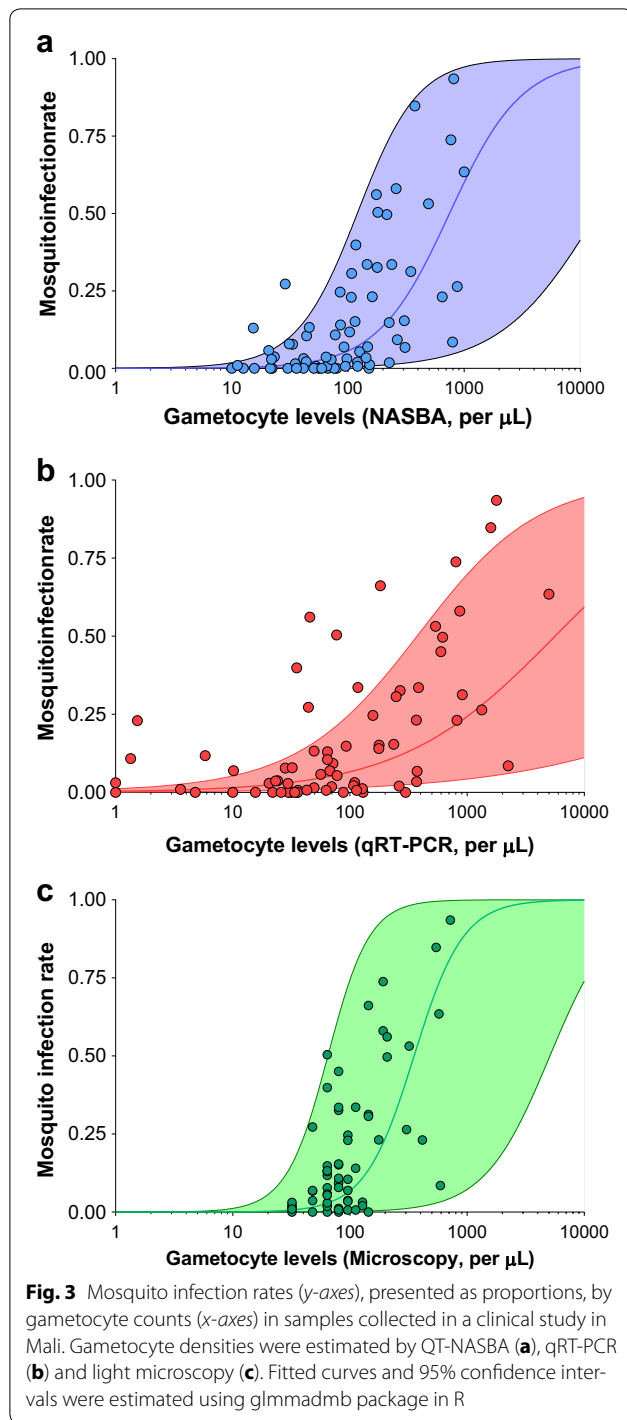 a
1.00
0.75
0.50
0.25
0.00
Mosquitoinfectionrate
1 10 100 1000 10000
Gametocyte levels (NASBA, per μL)
b
1.00
0.75
0.50
0.25
0.00
Mosquitoinfectionrate
1 10 100 1000 10000
Gametocyte levels (qRT-PCR, per μL)
c
1.00
0.75
0.50
0.25
0.00
Mosquito infection rate
1 10 100 1000 10000
Gametocyte levels (Microscopy, per μL)
Fig. 3 Mosquito infection rates (y-axes), presented as proportions, by
gametocyte counts (x-axes) in samples collected in a clinical study in
Mali. Gametocyte densities were estimated by QT-NASBA (a), qRT-PCR
(b) and light microscopy (c). Fitted curves and 95% confidence inter-
vals were estimated using glmmadmb package in R